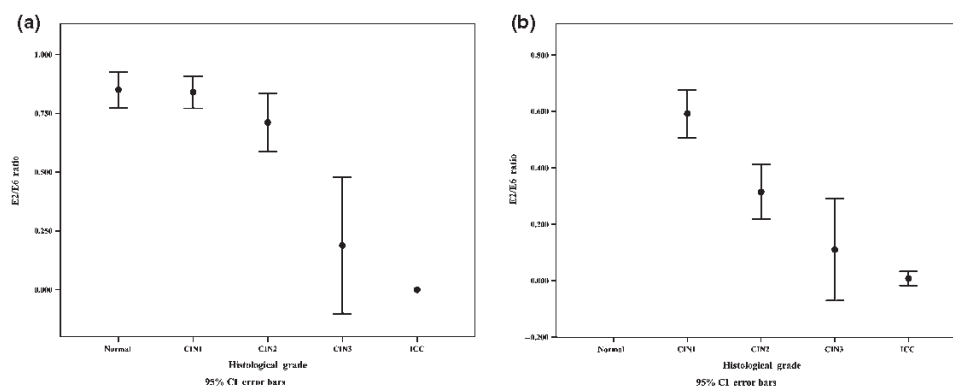 (a)
1.000
0.750
0.500
0.250
0.000
E2/E6 ratio
Normal CIN1 CIN2 CIN3 ICC
Histological grade
95% CI error bars
(b)
0.800
0.600
0.400
0.200
0.000
-0.200
E2/E6 ratio
Normal CIN1 CIN2 CIN3 ICC
Histological grade
95% CI error bars